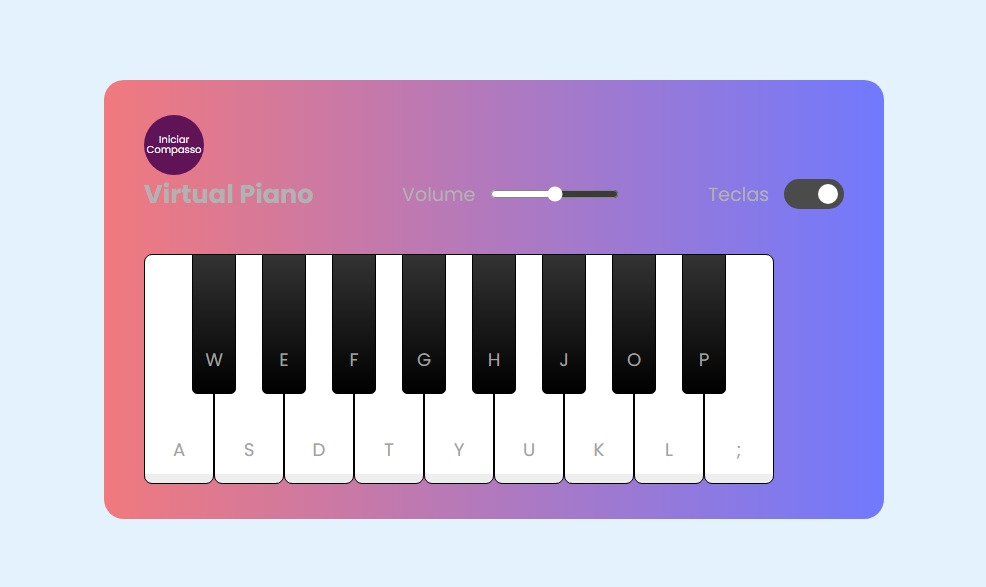 Iniciar
Compasso
Virtual Piano
Volume
Teclas
W E F G H J O P
A S D T Y U K L ;